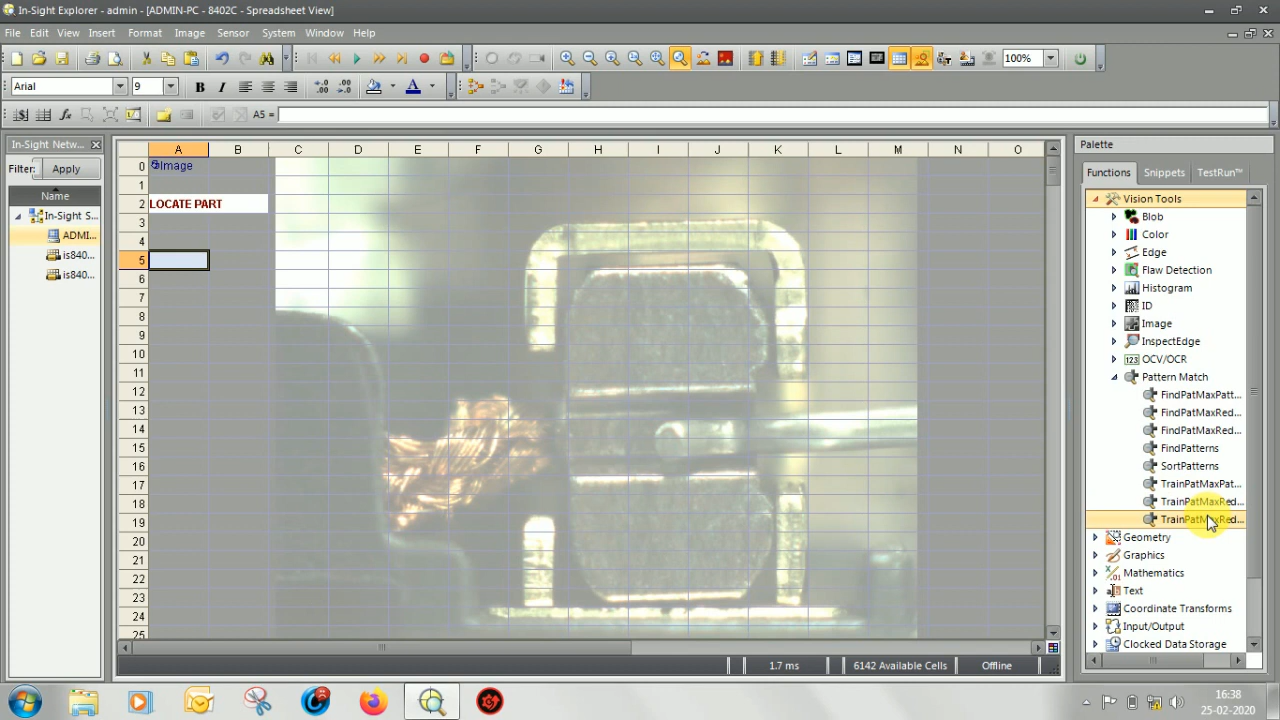 In-Sight Explorer - admin - [ADMIN-PC - 8402C - Spreadsheet View]
File Edit View Insert Format Image Sensor System Window Help
100%
Arial 9 B I U A
A5 =
In-Sight Netw... Palette
Filter: Apply
Name
In-Sight S...
ADMI...
is840...
is840...
A B C D E F G H I J K L M N O
0 Image
1
2 LOCATE PART
3
4
5
6
7
8
9
10
11
12
13
14
15
16
17
18
19
20
21
22
23
24
25
Functions Snippets TestRun™
Vision Tools
Blob
Color
Edge
Flaw Detection
Histogram
ID
Image
InspectEdge
OCV/OCR
Pattern Match
FindPatMaxPatt...
FindPatMaxRed...
FindPatMaxRed...
FindPatterns
SortPatterns
TrainPatMaxPat...
TrainPatMaxRed...
TrainPatMaxRed...
Geometry
Graphics
Mathematics
Text
Coordinate Transforms
Input/Output
Clocked Data Storage
1.7 ms 6142 Available Cells Offline
16:38
25-02-2020